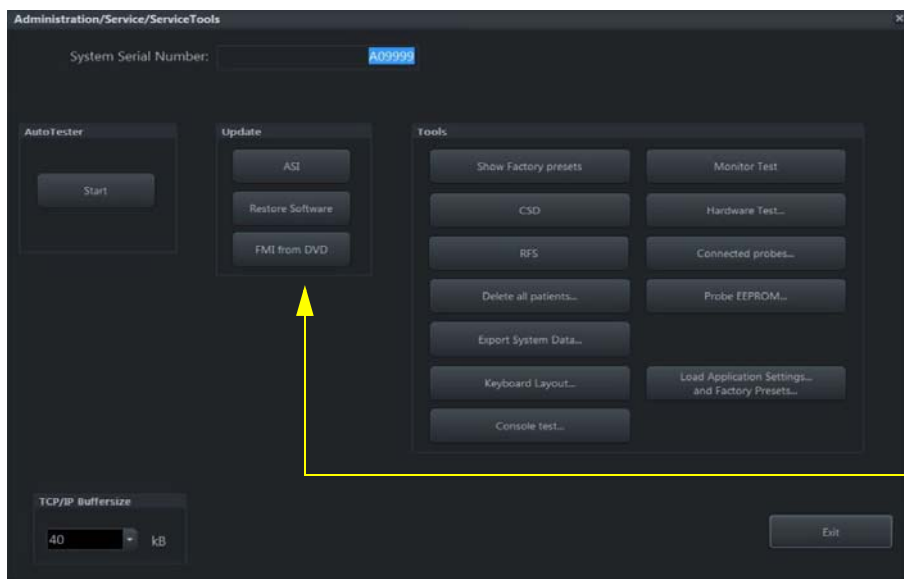 Administration/Service/ServiceTools
System Serial Number: A09999
AutoTester
Start
Update
ASI
Restore Software
FMI from DVD
Tools
Show Factory presets
Monitor Test
CSD
Hardware Test...
RFS
Connected probes...
Delete all patients...
Probe EEPROM...
Export System Data...
Keyboard Layout...
Load Application Settings...
and Factory Presets...
Console test...
TCP/IP Buffersize
40 kB
Exit